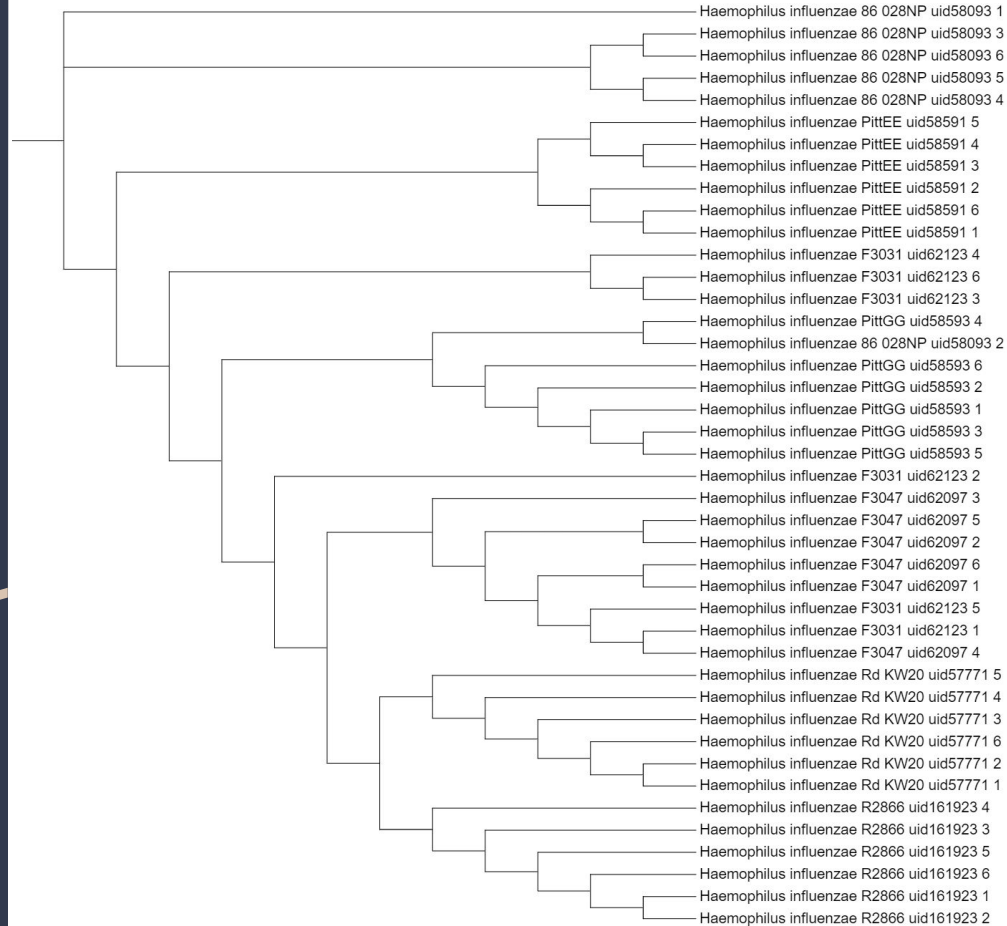 Haemophilus influenzae 86 028NP uid58093 1
Haemophilus influenzae 86 028NP uid58093 3
Haemophilus influenzae 86 028NP uid58093 6
Haemophilus influenzae 86 028NP uid58093 5
Haemophilus influenzae 86 028NP uid58093 4
Haemophilus influenzae PittEE uid58591 5
Haemophilus influenzae PittEE uid58591 4
Haemophilus influenzae PittEE uid58591 3
Haemophilus influenzae PittEE uid58591 2
Haemophilus influenzae PittEE uid58591 6
Haemophilus influenzae PittEE uid58591 1
Haemophilus influenzae F3031 uid62123 4
Haemophilus influenzae F3031 uid62123 6
Haemophilus influenzae F3031 uid62123 3
Haemophilus influenzae PittGG uid58593 4
Haemophilus influenzae 86 028NP uid58093 2
Haemophilus influenzae PittGG uid58593 6
Haemophilus influenzae PittGG uid58593 2
Haemophilus influenzae PittGG uid58593 1
Haemophilus influenzae PittGG uid58593 3
Haemophilus influenzae PittGG uid58593 5
Haemophilus influenzae F3031 uid62123 2
Haemophilus influenzae F3047 uid62097 3
Haemophilus influenzae F3047 uid62097 5
Haemophilus influenzae F3047 uid62097 2
Haemophilus influenzae F3047 uid62097 6
Haemophilus influenzae F3047 uid62097 1
Haemophilus influenzae F3031 uid62123 5
Haemophilus influenzae F3031 uid62123 1
Haemophilus influenzae F3047 uid62097 4
Haemophilus influenzae Rd KW20 uid57771 5
Haemophilus influenzae Rd KW20 uid57771 4
Haemophilus influenzae Rd KW20 uid57771 3
Haemophilus influenzae Rd KW20 uid57771 6
Haemophilus influenzae Rd KW20 uid57771 2
Haemophilus influenzae Rd KW20 uid57771 1
Haemophilus influenzae R2866 uid161923 4
Haemophilus influenzae R2866 uid161923 3
Haemophilus influenzae R2866 uid161923 5
Haemophilus influenzae R2866 uid161923 6
Haemophilus influenzae R2866 uid161923 1
Haemophilus influenzae R2866 uid161923 2